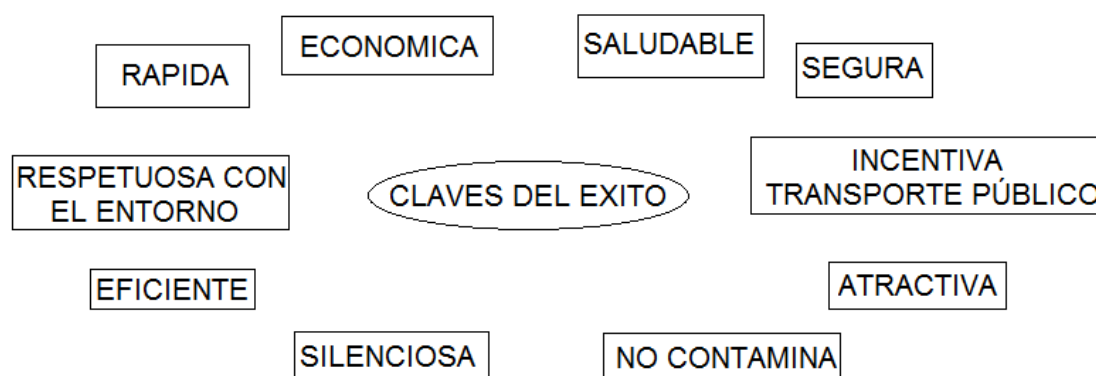 ECONOMICA
SALUDABLE
RAPIDA
SEGURA
RESPETUOSA CON
EL ENTORNO
CLAVES DEL EXITO
INCENTIVA
TRANSPORTE PÚBLICO
EFICIENTE
ATRACTIVA
SILENCIOSA
NO CONTAMINA